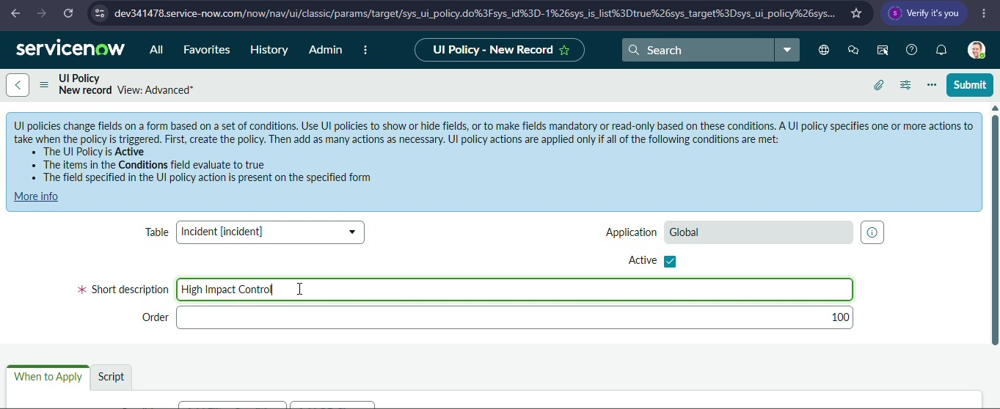 dev341478.service-now.com/now/nav/ui/classic/params/target/sys_ui_policy.do%3Fsys_id%3D-1%26sys_is_list%3Dtrue%26sys_target%3Dsys_ui_policy%26sys...
S Verify it's you
servicenow All Favorites History Admin UI Policy - New Record Search
UI Policy
New record View: Advanced*
Submit
UI policies change fields on a form based on a set of conditions. Use UI policies to show or hide fields, or to make fields mandatory or read-only based on these conditions. A UI policy specifies one or more actions to
take when the policy is triggered. First, create the policy. Then add as many actions as necessary. UI policy actions are applied only if all of the following conditions are met:
• The UI Policy is Active
• The items in the Conditions field evaluate to true
• The field specified in the UI policy action is present on the specified form
More info
Table Incident [incident] Application Global
Active
* Short description High Impact Control
Order 100
When to Apply Script